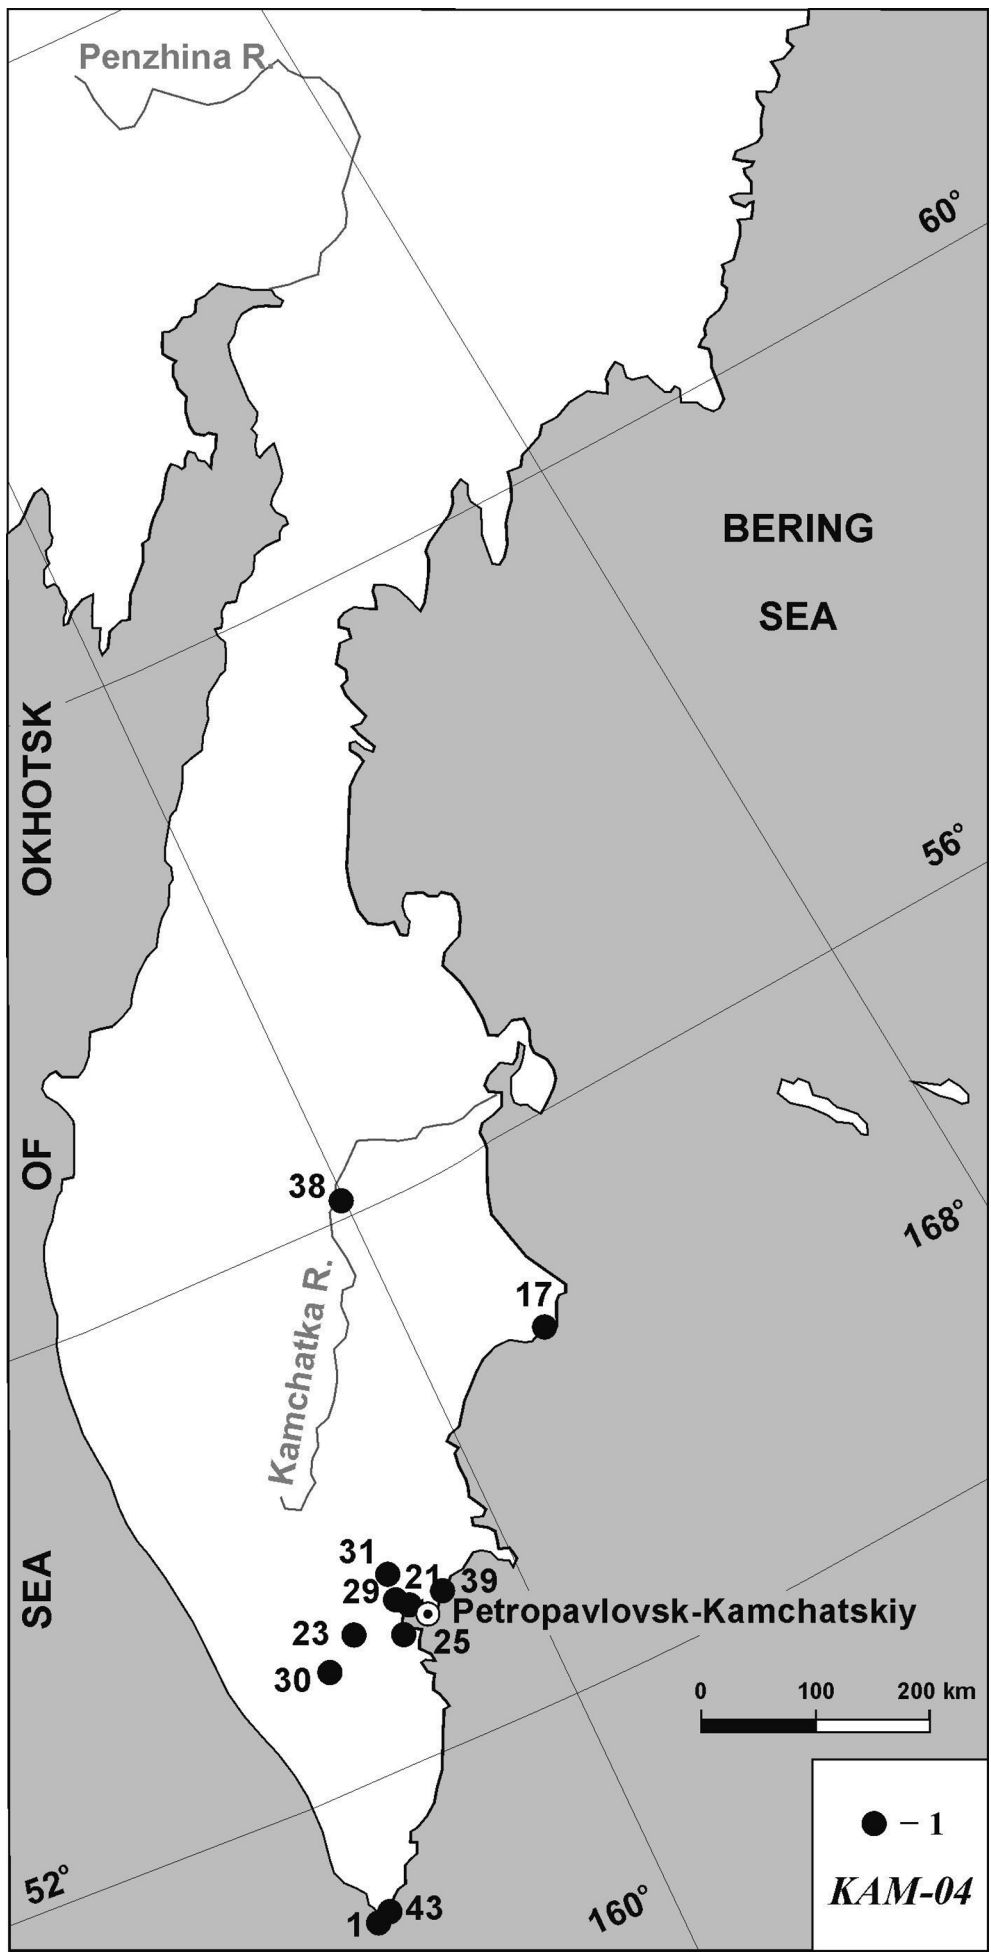 Penzhina R.
60°
BERING
SEA
SEA OF OKHOTSK
56°
168°
38
17
Kamchatka R.
31
21
39
29
Petropavlovsk-Kamchatskiy
23
25
30
0 100 200 km
52°
160°
43
1
– 1
KAM-04